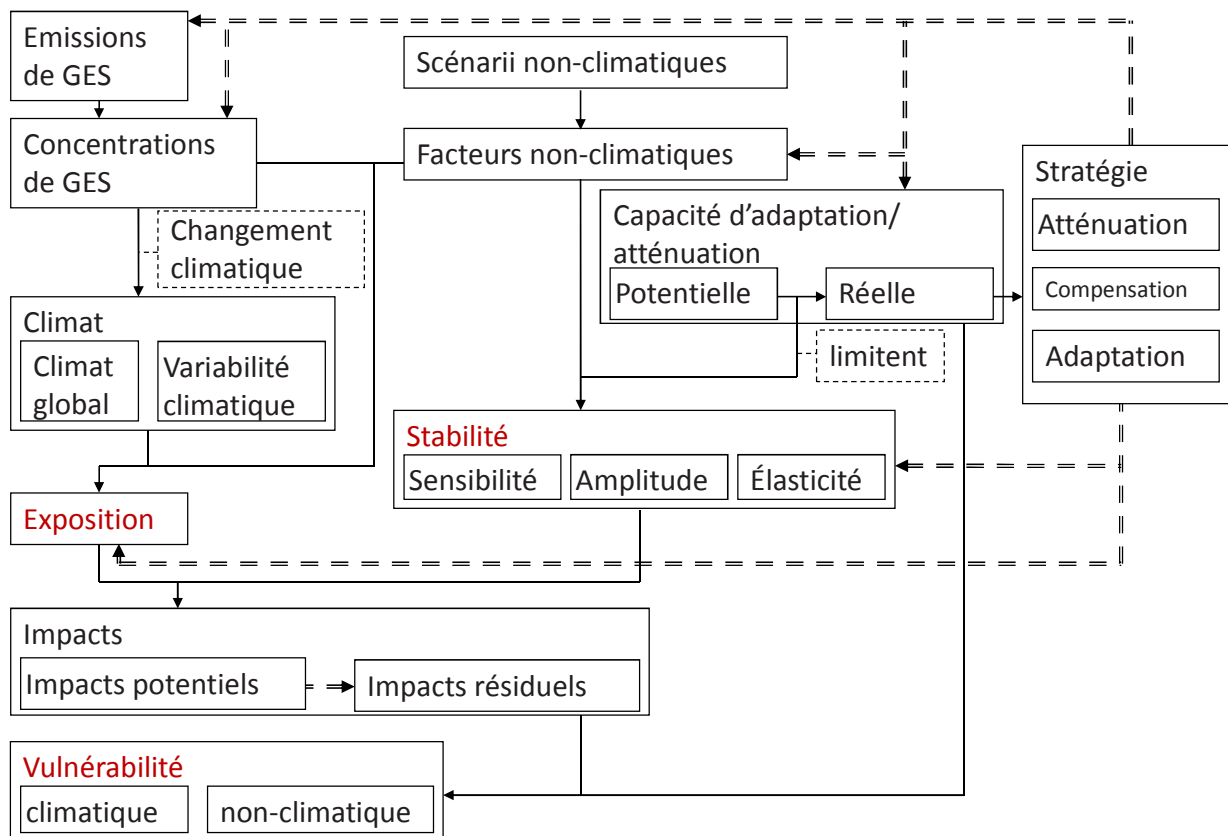 Emissions
de GES
Scénarii non-climatiques
Concentrations
de GES
Facteurs non-climatiques
Stratégie
Atténuation
Compensation
Adaptation
Capacité d’adaptation/
atténuation
Potentielle
Réelle
Changement
climatique
limitent
Climat
Climat
global
Variabilité
climatique
Stabilité
Sensibilité
Amplitude
Élasticité
Exposition
Impacts
Impacts potentiels
Impacts résiduels
Vulnérabilité
climatique
non-climatique